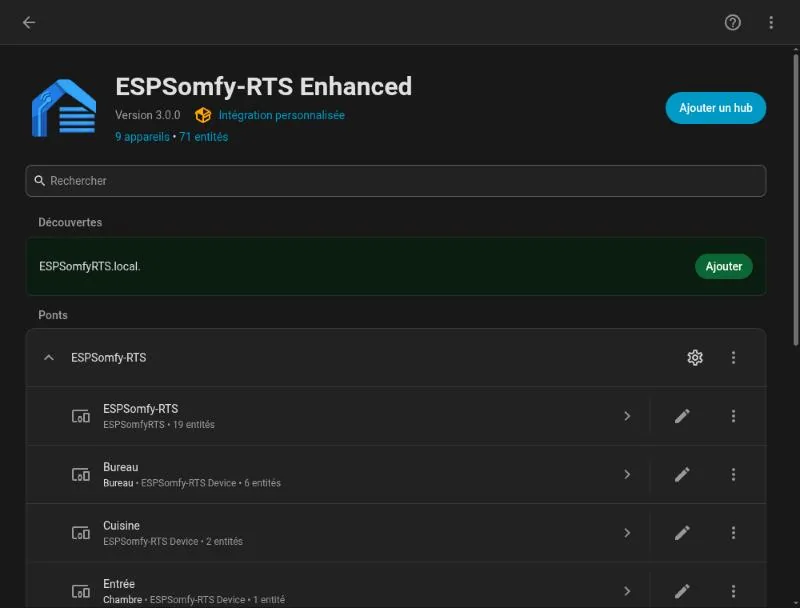 ESPSomfy-RTS Enhanced
Version 3.0.0 Intégration personnalisée
9 appareils • 71 entités
Ajouter un hub
Rechercher
Découvertes
ESPSomfyRTS.local. Ajouter
Ponts
ESPSomfy-RTS
ESPSomfy-RTS
ESPSomfyRTS • 19 entités
Bureau
Bureau • ESPSomfy-RTS Device • 6 entités
Cuisine
ESPSomfy-RTS Device • 2 entités
Entrée
Chambre • ESPSomfy-RTS Device • 1 entité